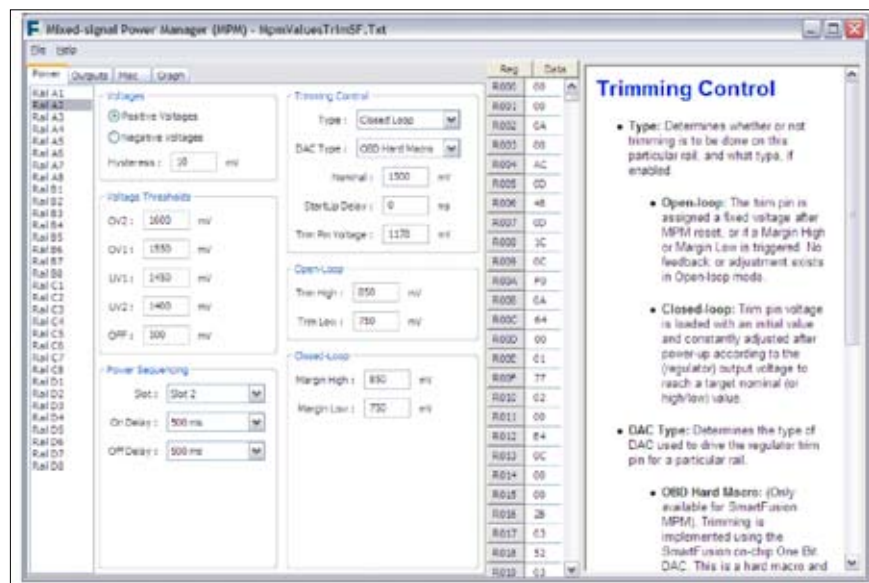 Mixed-signal Power Manager (MPM) - MpmValuesTrimSF.Txt
File Help
Power Outputs Misc. Graph
Rail A1
Rail A2
Rail A3
Rail A4
Rail A5
Rail A6
Rail A7
Rail A8
Rail B1
Rail B2
Rail B3
Rail B4
Rail B5
Rail B6
Rail B7
Rail B8
Rail C1
Rail C2
Rail C3
Rail C4
Rail C5
Rail C6
Rail C7
Rail C8
Rail D1
Rail D2
Rail D3
Rail D4
Rail D5
Rail D6
Rail D7
Rail D8
Voltages
Positive Voltages
Negative Voltages
Hysteresis : 10 mV
Voltage Thresholds
OV2 : 1600 mV
OV1 : 1550 mV
UV1 : 1450 mV
UV2 : 1400 mV
OFF : 300 mV
Power Sequencing
Slot : Slot 2
On Delay : 500 ms
Off Delay : 500 ms
Trimming Control
Type : Closed Loop
DAC Type : OBD Hard Macro
Nominal : 1500 mV
StartUp Delay : 0 ms
Trim Pin Voltage : 1170 mV
Open-Loop
Trim High : 850 mV
Trim Low : 750 mV
Closed-Loop
Margin High : 850 mV
Margin Low : 750 mV
Reg Data
R000 00
R001 00
R002 0A
R003 00
R004 AC
R005 0D
R006 48
R007 0D
R008 1C
R009 0C
R00A F0
R00B 0A
R00C 64
R00D 00
R00E 01
R00F 77
R010 02
R011 00
R012 84
R013 0C
R014 00
R015 00
R016 2B
R017 03
R018 52
R019 03
Trimming Control
• Type: Determines whether or not
trimming is to be done on this
particular rail, and what type, if
enabled.
• Open-loop: The trim pin is
assigned a fixed voltage after
MPM reset, or if a Margin High
or Margin Low is triggered. No
feedback or adjustment exists
in Open-loop mode.
• Closed-loop: Trim pin voltage
is loaded with an initial value
and constantly adjusted after
power-up according to the
(regulator) output voltage to
reach a target nominal (or
high/low) value.
• DAC Type: Determines the type of
DAC used to drive the regulator trim
pin for a particular rail.
• OBD Hard Macro: (Only
available for SmartFusion
MPM). Trimming is
implemented using the
SmartFusion on-chip One Bit
DAC. This is a hard macro and